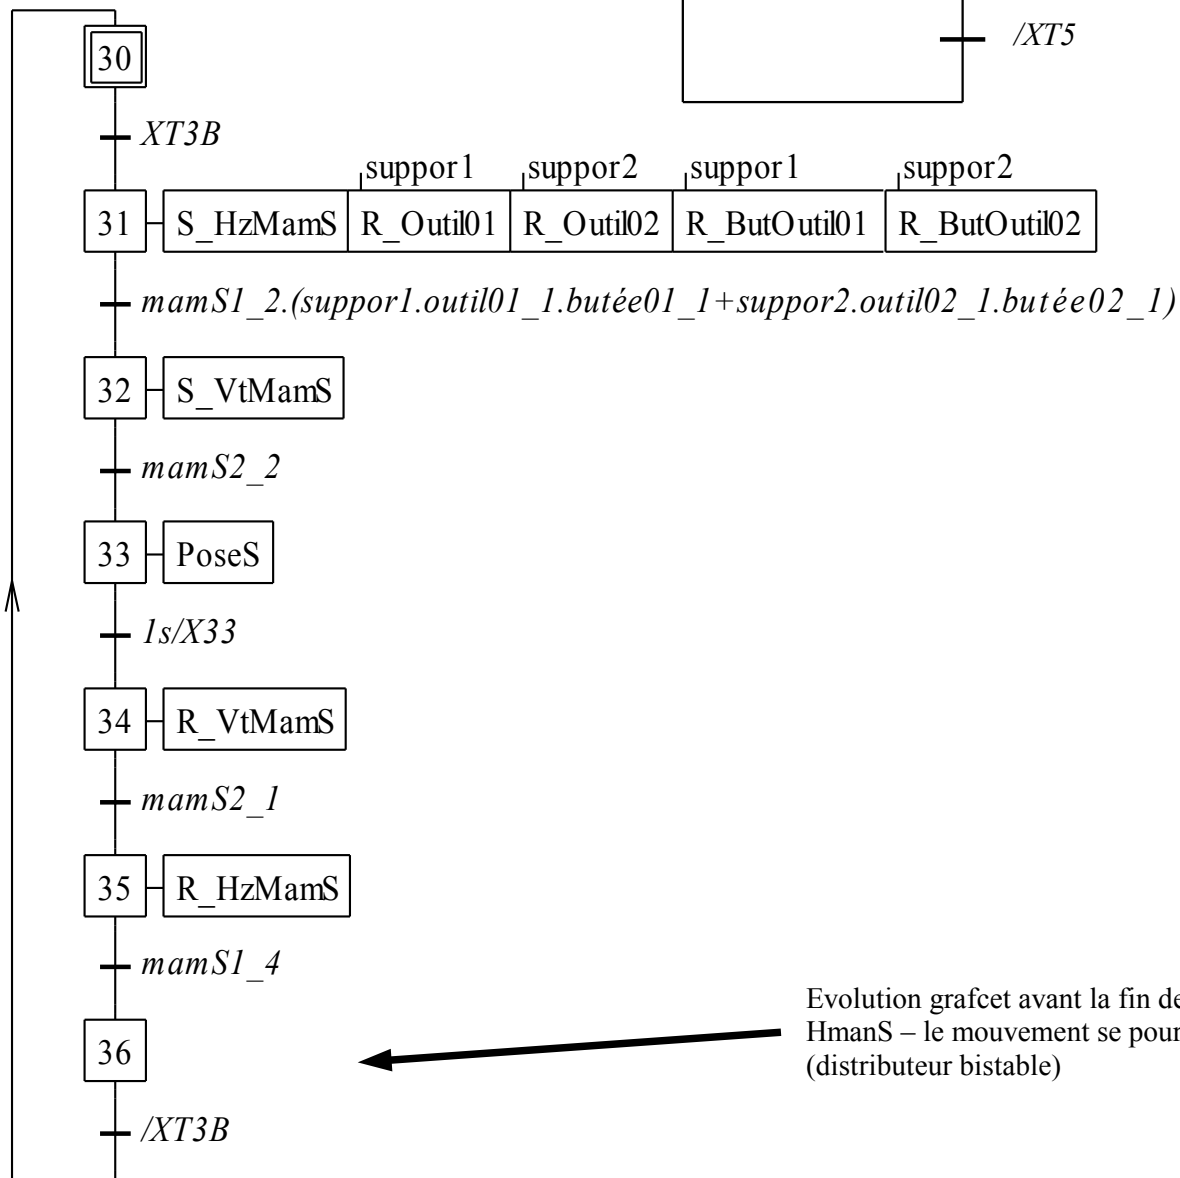 /XT5
30
XT3B
suppor1 suppor2 suppor1 suppor2
31 S_HzMamS R_Outil01 R_Outil02 R_ButOutil01 R_ButOutil02
mamS1_2.(suppor1.outil01_1.butée01_1+suppor2.outil02_1.butée02_1)
32 S_VtMamS
mamS2_2
33 PoseS
1s/X33
34 R_VtMamS
mamS2_1
35 R_HzMamS
mamS1_4
36
Evolution grafcet avant la fin de
HmanS – le mouvement se pour
(distributeur bistable)
/XT3B